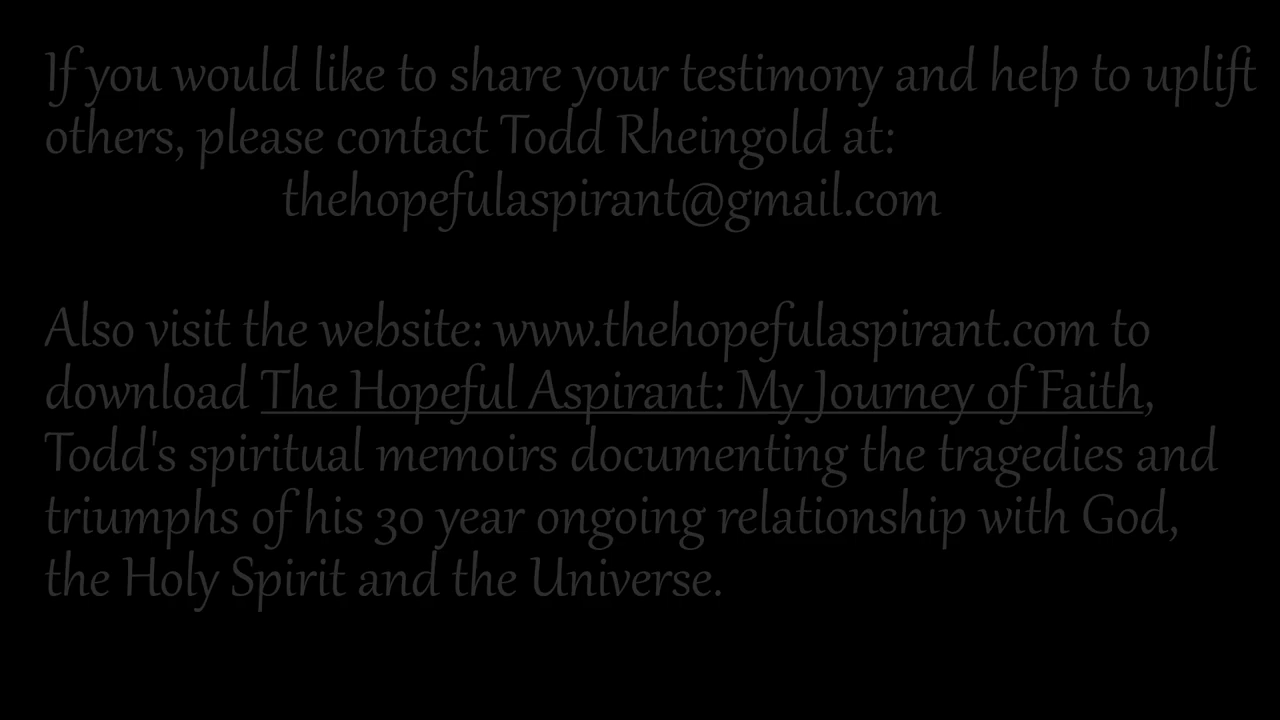 If you would like to share your testimony and help to uplift
others, please contact Todd Rheingold at:
thehopefulaspirant@gmail.com
Also visit the website: www.thehopefulaspirant.com to
download The Hopeful Aspirant: My Journey of Faith,
Todd's spiritual memoirs documenting the tragedies and
triumphs of his 30 year ongoing relationship with God,
the Holy Spirit and the Universe.